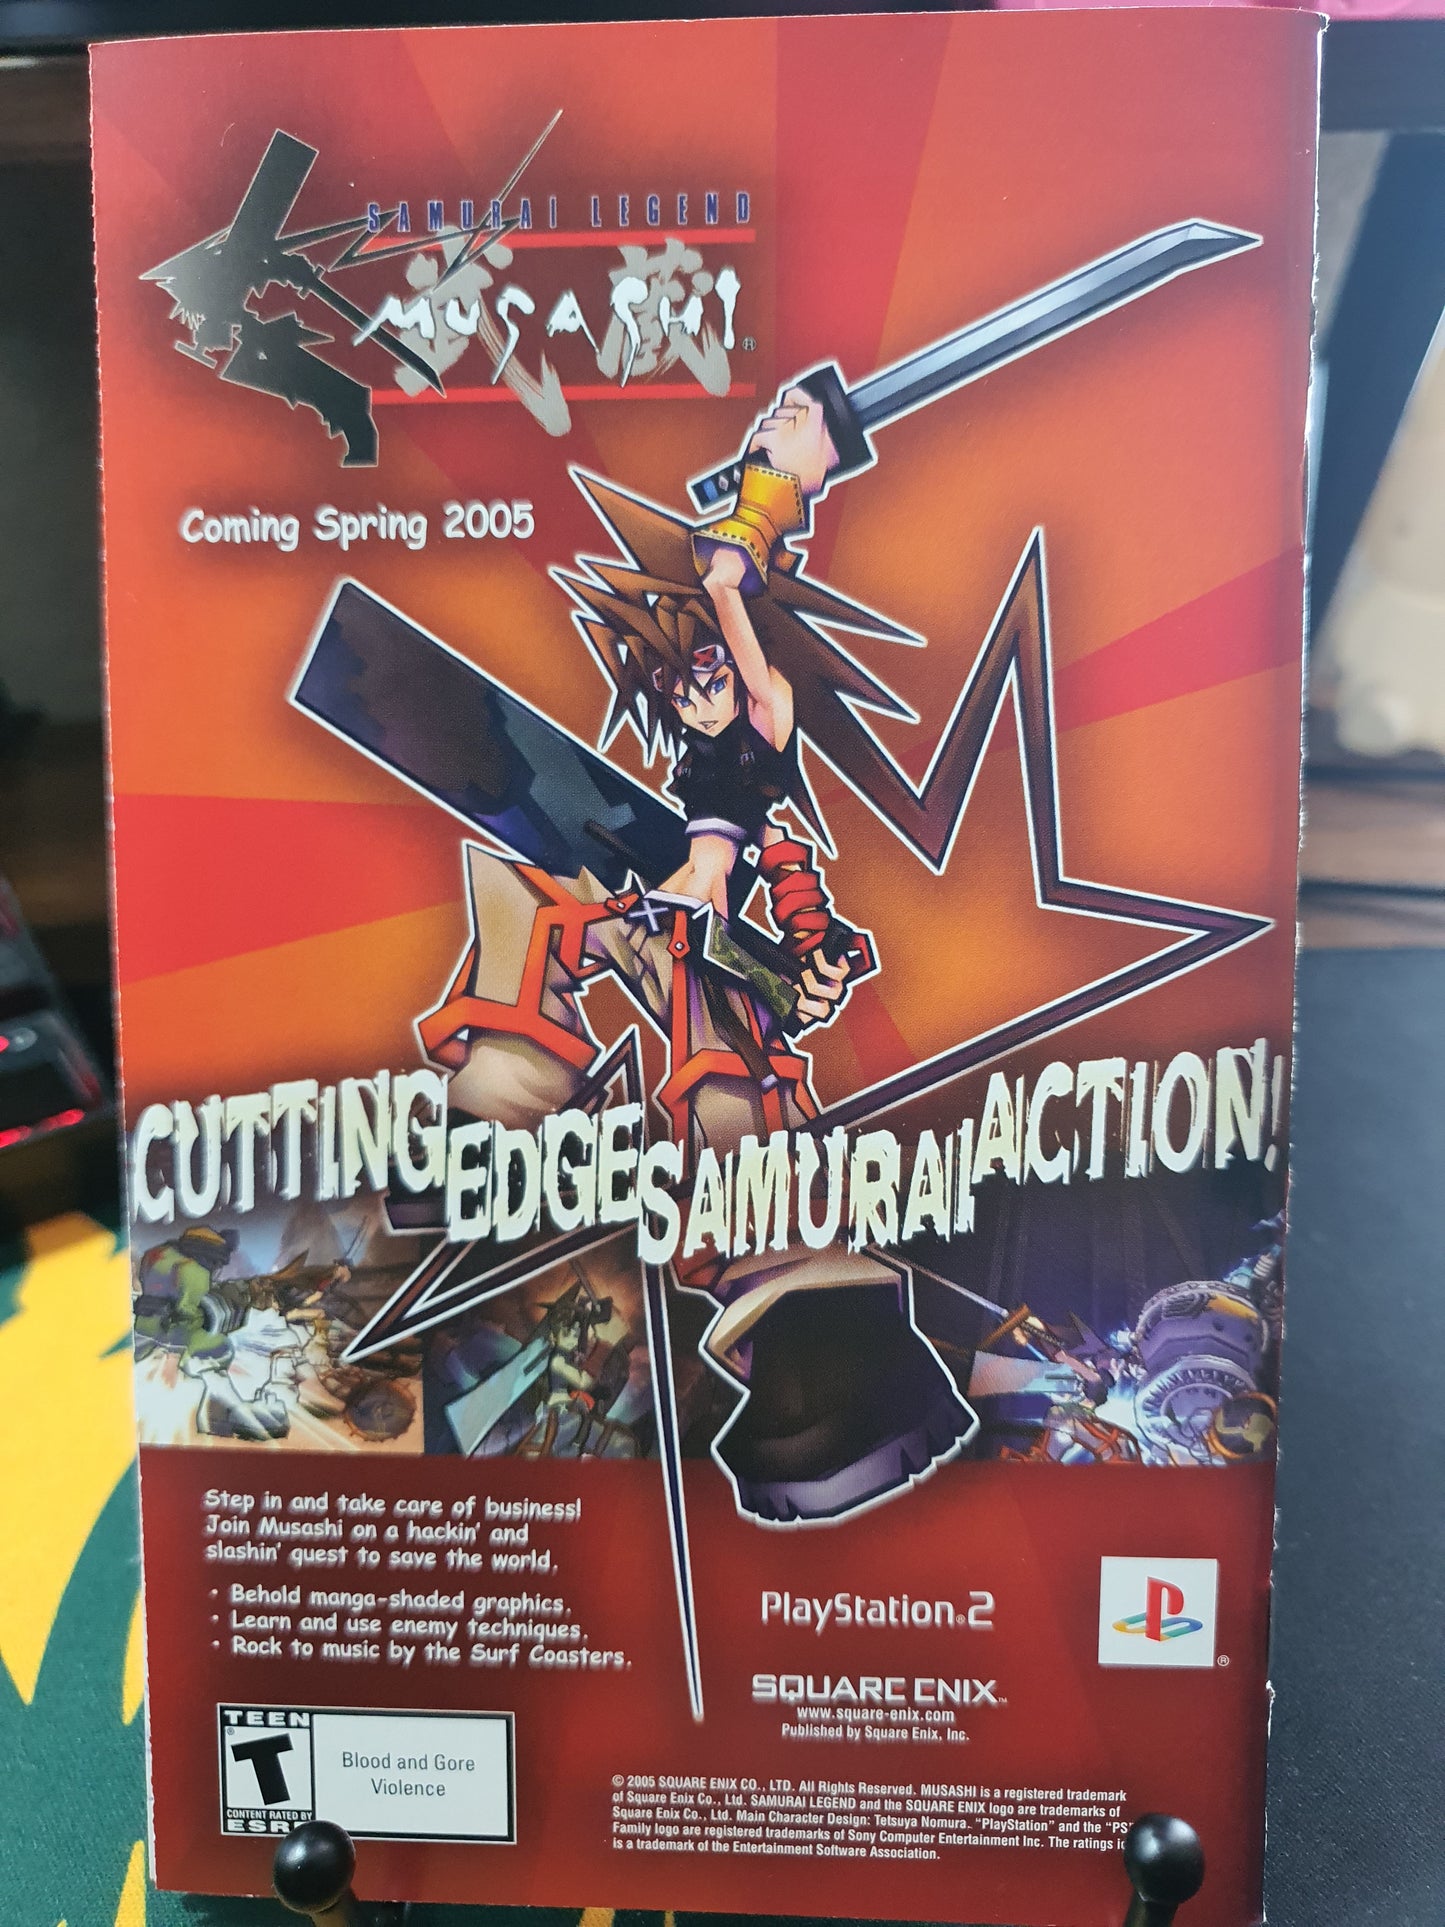 SAMURAI LEGEND
武蔵
MUSASHI®
Coming Spring 2005
CUTTING EDGE SAMURAI ACTION!
Step in and take care of business!
Join Musashi on a hackin' and
slashin' quest to save the world.
• Behold manga-shaded graphics.
• Learn and use enemy techniques.
• Rock to music by the Surf Coasters.
PlayStation®2
®
SQUARE ENIX™
www.square-enix.com
Published by Square Enix, Inc.
TEEN
®
T
CONTENT RATED BY
ESR
Blood and Gore
Violence
© 2005 SQUARE ENIX CO., LTD. All Rights Reserved. MUSASHI is a registered trademark
of Square Enix Co., Ltd. SAMURAI LEGEND and the SQUARE ENIX logo are trademarks of
Square Enix Co., Ltd. Main Character Design: Tetsuya Nomura. "PlayStation" and the "PS"
Family logo are registered trademarks of Sony Computer Entertainment Inc. The ratings
is a trademark of the Entertainment Software Association.